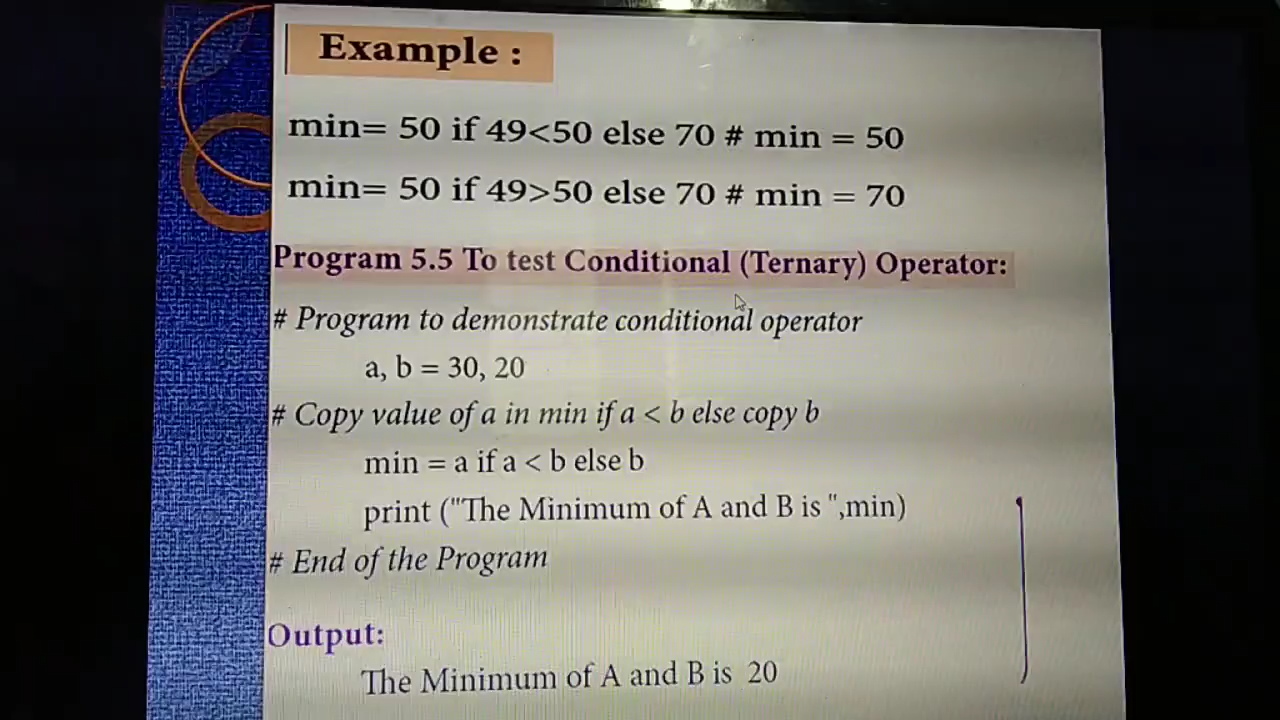 Example :
min= 50 if 49<50 else 70 # min = 50
min= 50 if 49>50 else 70 # min = 70
Program 5.5 To test Conditional (Ternary) Operator:
# Program to demonstrate conditional operator
a, b = 30, 20
# Copy value of a in min if a < b else copy b
min = a if a < b else b
print ("The Minimum of A and B is ",min)
# End of the Program
Output:
The Minimum of A and B is  20